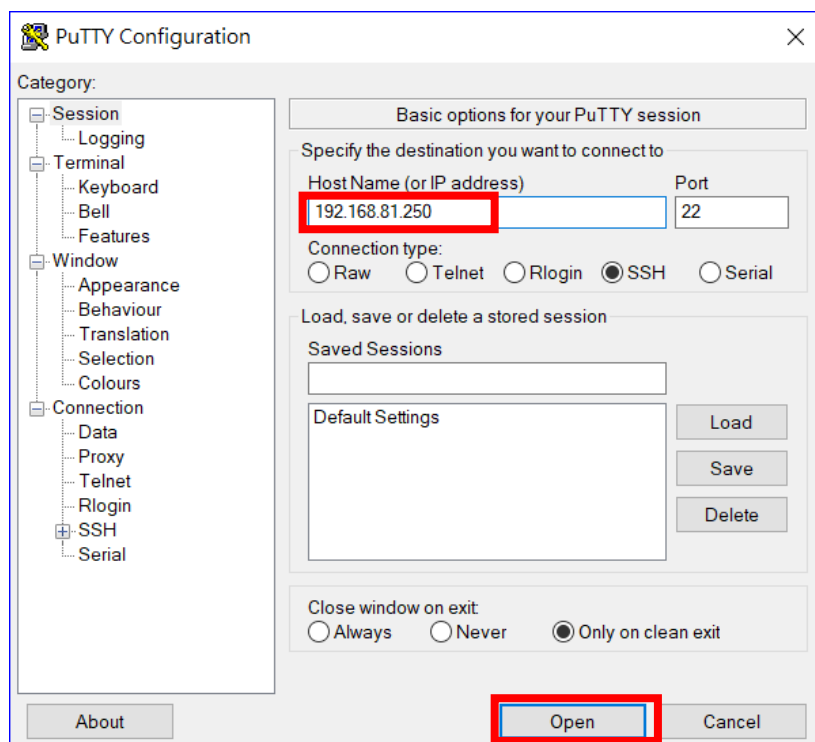 PuTTY Configuration
Category:
Session
Logging
Terminal
Keyboard
Bell
Features
Window
Appearance
Behaviour
Translation
Selection
Colours
Connection
Data
Proxy
Telnet
Rlogin
SSH
Serial
Basic options for your PuTTY session
Specify the destination you want to connect to
Host Name (or IP address) Port
192.168.81.250 22
Connection type:
Raw Telnet Rlogin SSH Serial
Load, save or delete a stored session
Saved Sessions
Default Settings
Load
Save
Delete
Close window on exit:
Always Never Only on clean exit
About Open Cancel